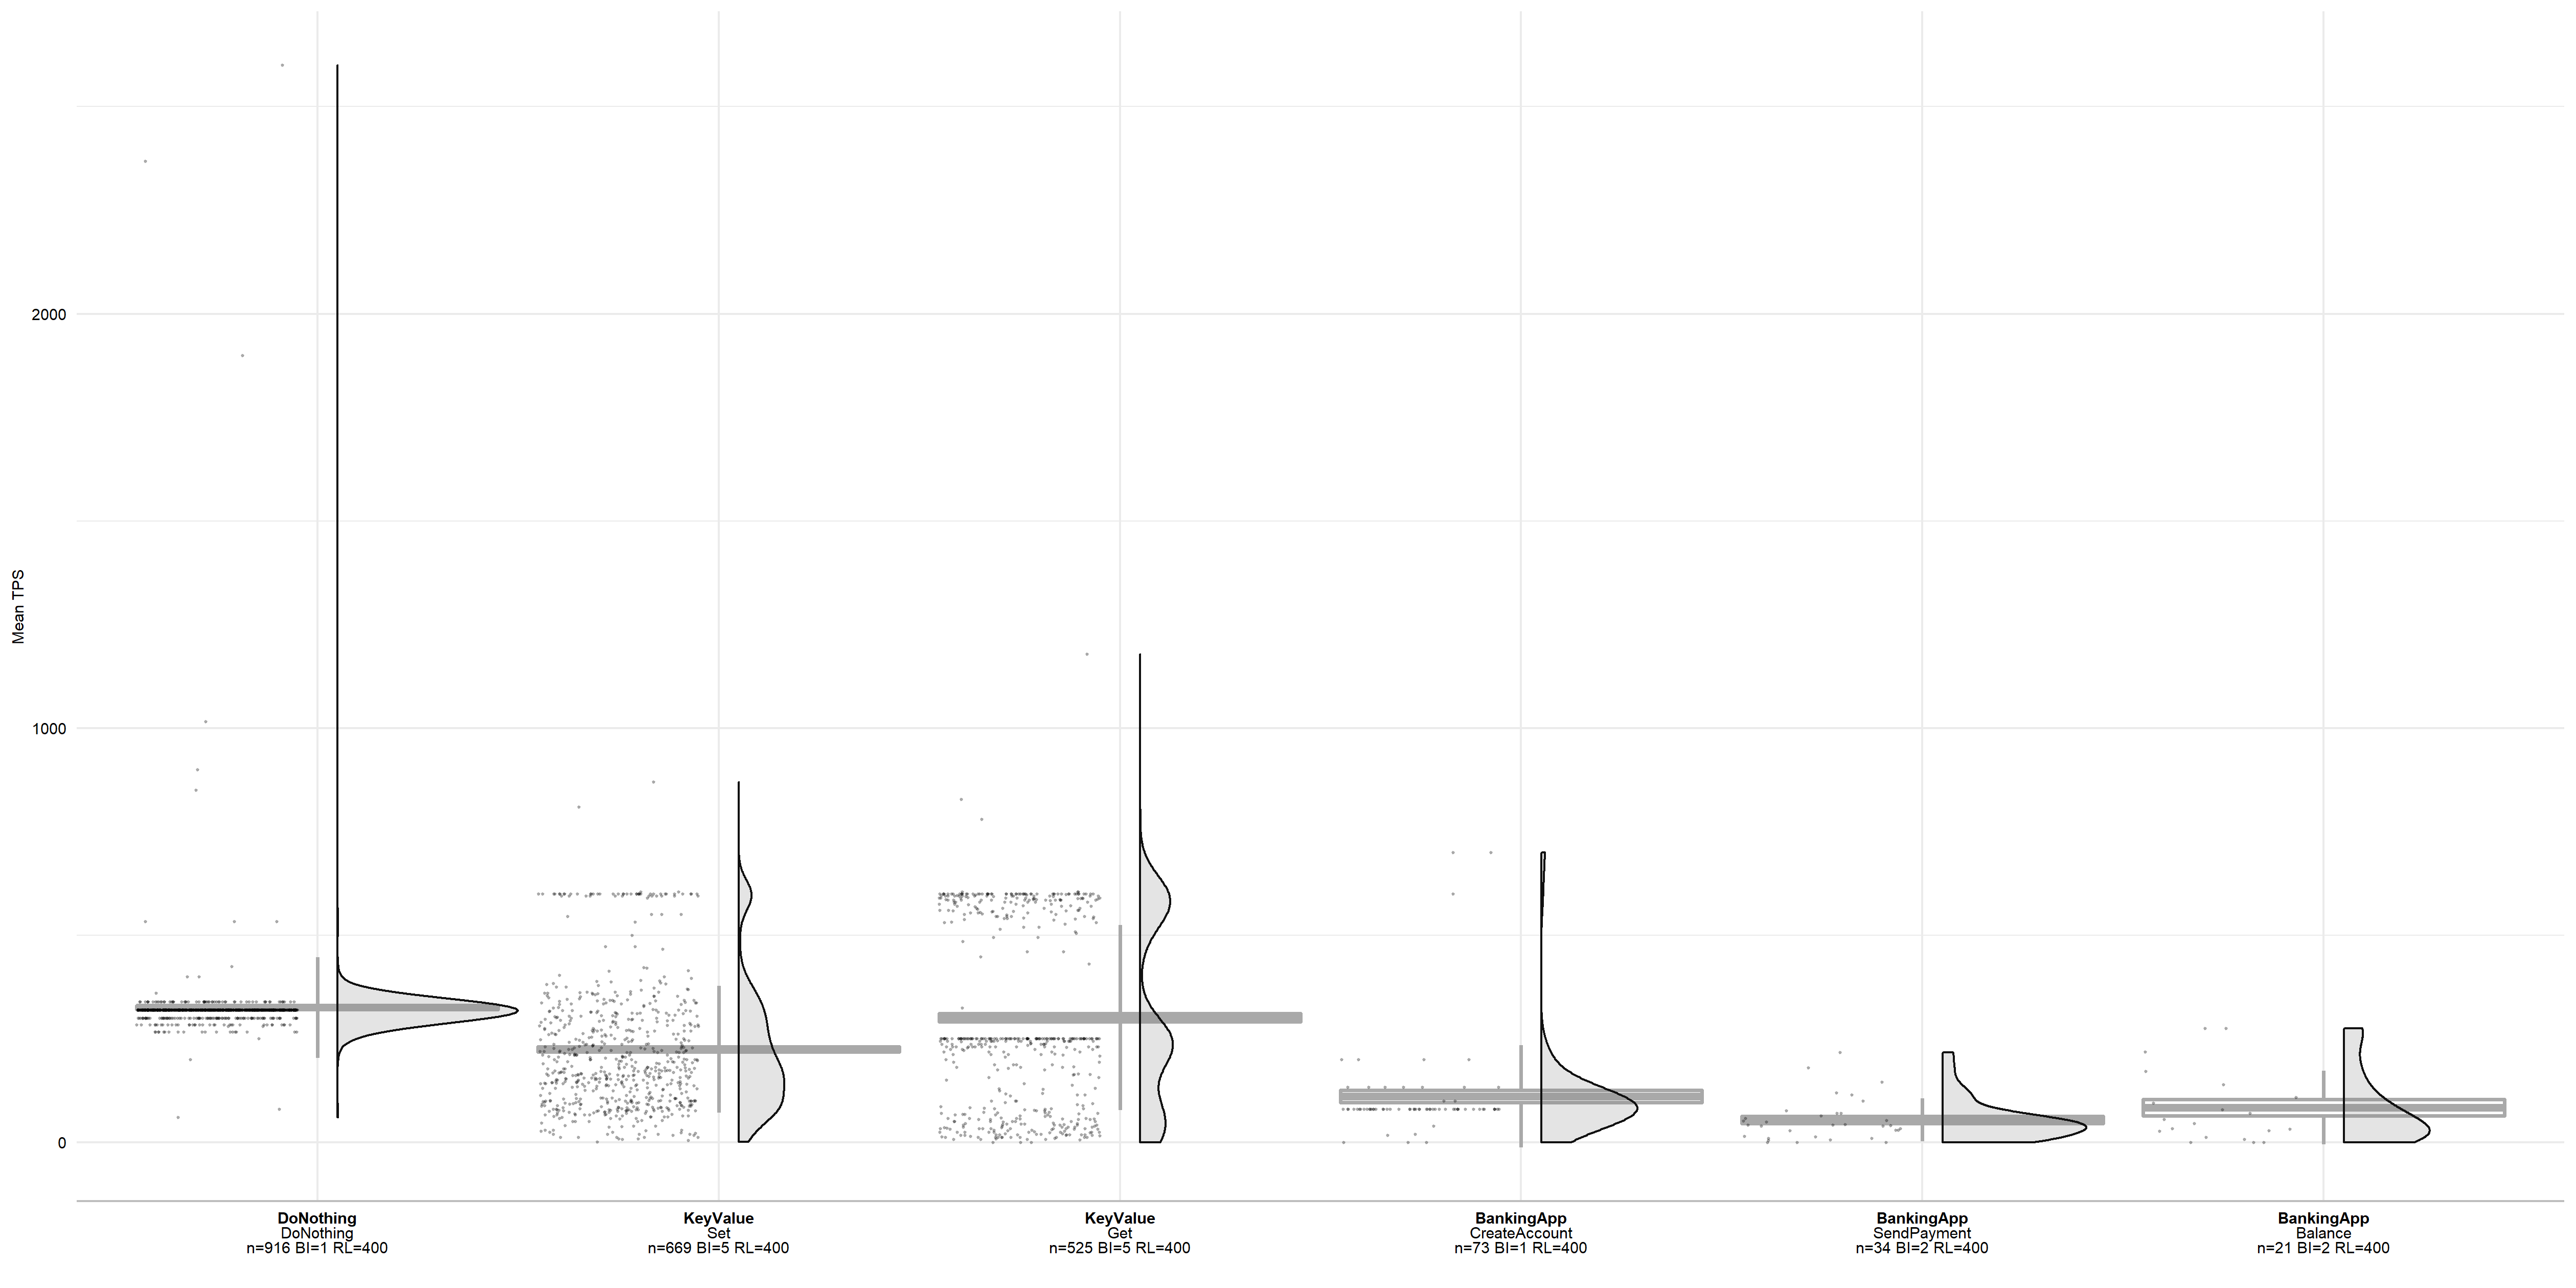 Mean TPS
2000
1000
0
DoNothing
DoNothing
n=916 BI=1 RL=400
KeyValue
Set
n=669 BI=5 RL=400
KeyValue
Get
n=525 BI=5 RL=400
BankingApp
CreateAccount
n=73 BI=1 RL=400
BankingApp
SendPayment
n=34 BI=2 RL=400
BankingApp
Balance
n=21 BI=2 RL=400